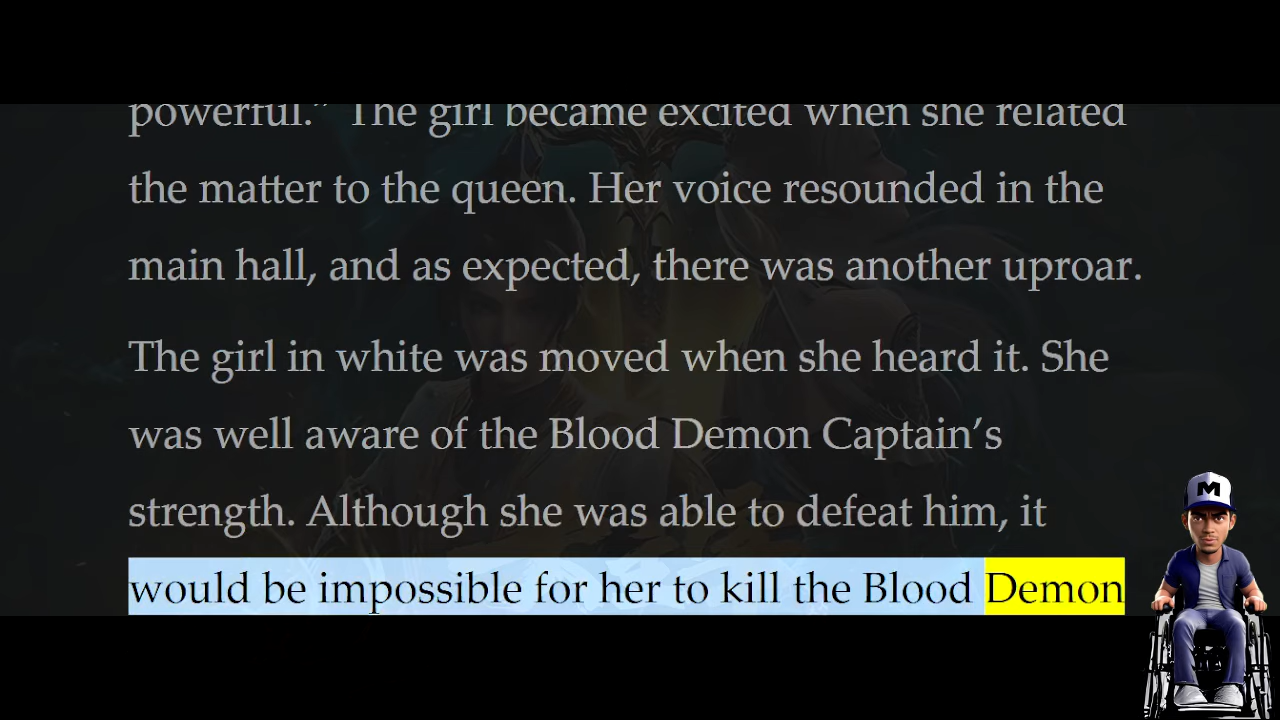 powerful.” The girl became excited when she related
the matter to the queen. Her voice resounded in the
main hall, and as expected, there was another uproar.
The girl in white was moved when she heard it. She
was well aware of the Blood Demon Captain’s
strength. Although she was able to defeat him, it
would be impossible for her to kill the Blood Demon
M
M